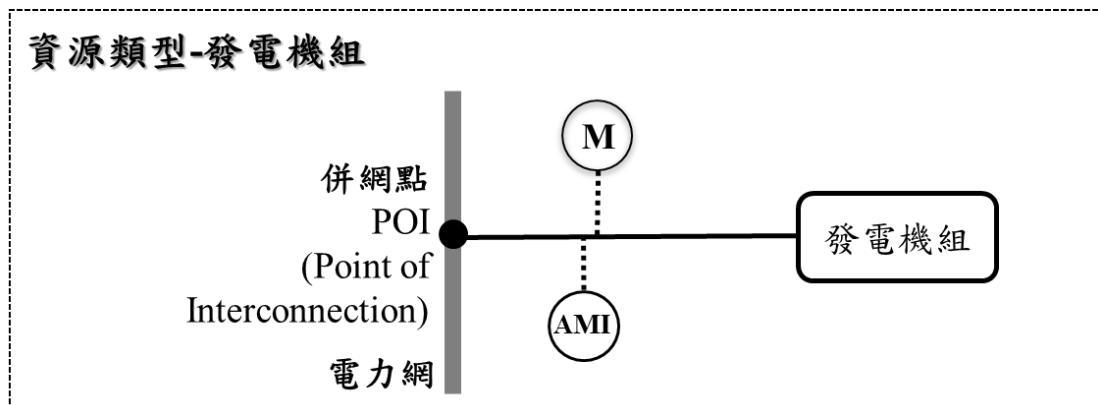 資源類型-發電機組
M
併網點
POI
(Point of
Interconnection)
發電機組
AMI
電力網